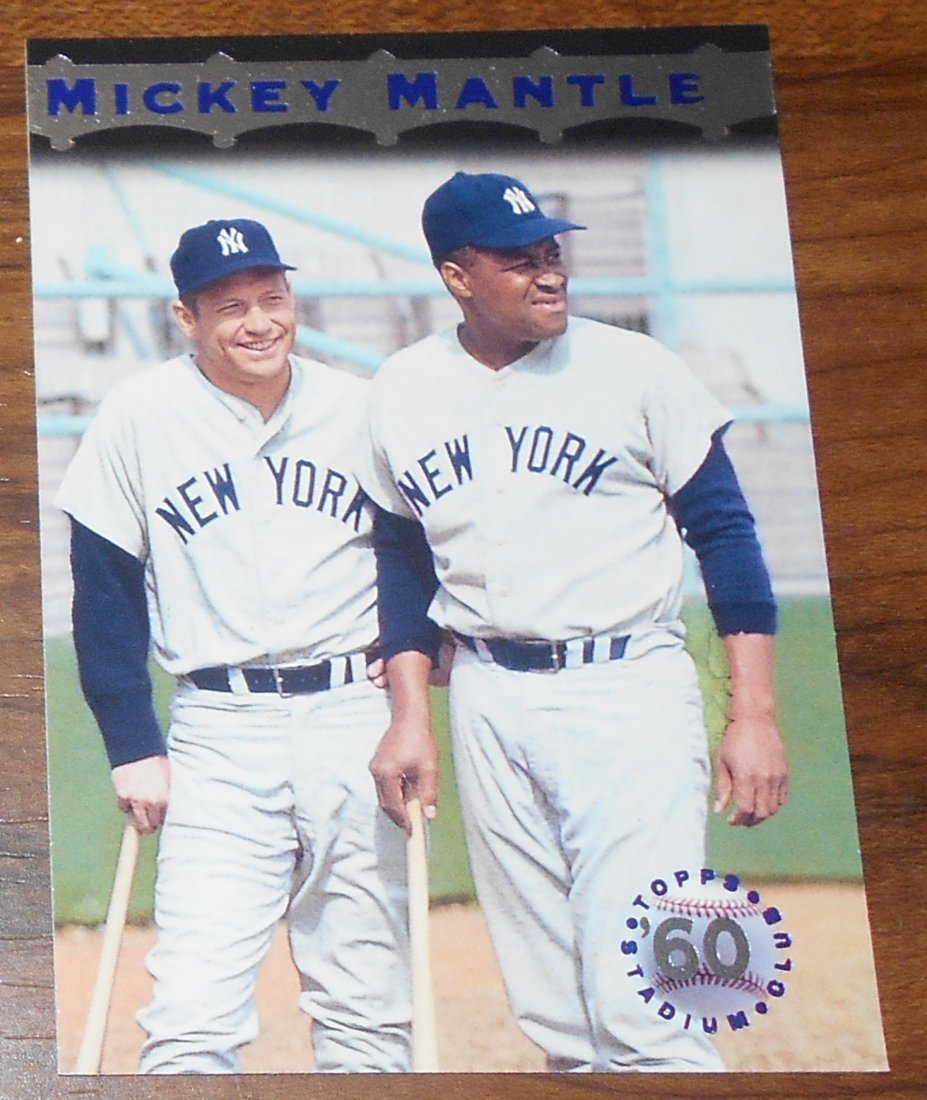 MICKEY MANTLE
NY
NY
NEW YORK
NEW YORK
TOPPS
STADIUM
CLUB
'60